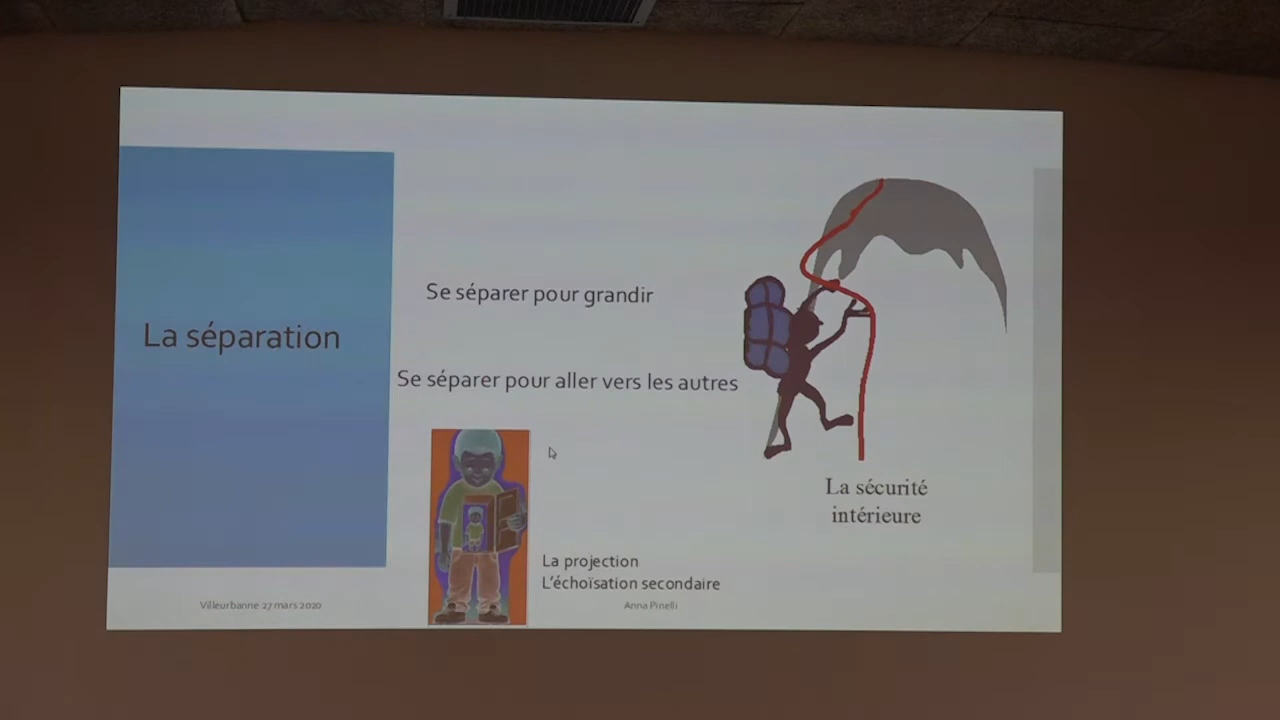 La séparation
Se séparer pour grandir
Se séparer pour aller vers les autres
La sécurité
intérieure
La projection
L'échoïsation secondaire
Villeurbanne 27 mars 2020
Anna Pinelli